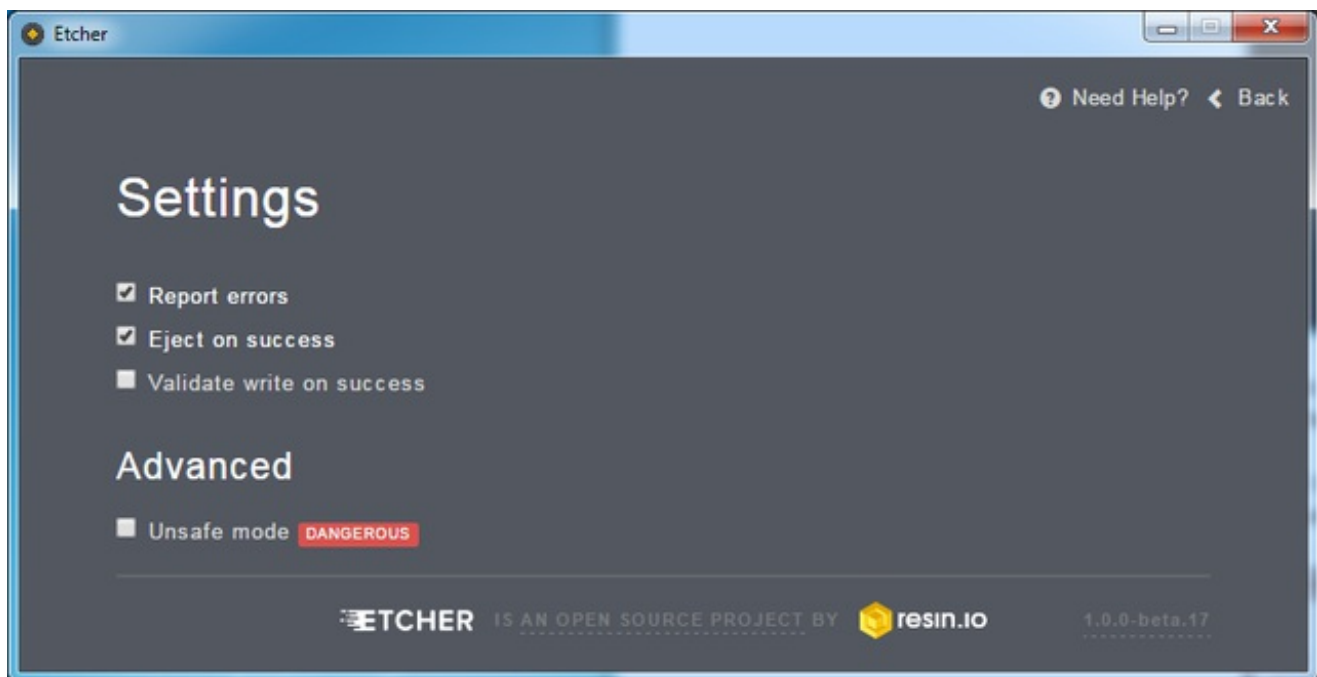 Etcher
Need Help? Back
Settings
Report errors
Eject on success
Validate write on success
Advanced
Unsafe mode DANGEROUS
ETCHER IS AN OPEN SOURCE PROJECT BY resin.io 1.0.0-beta.17